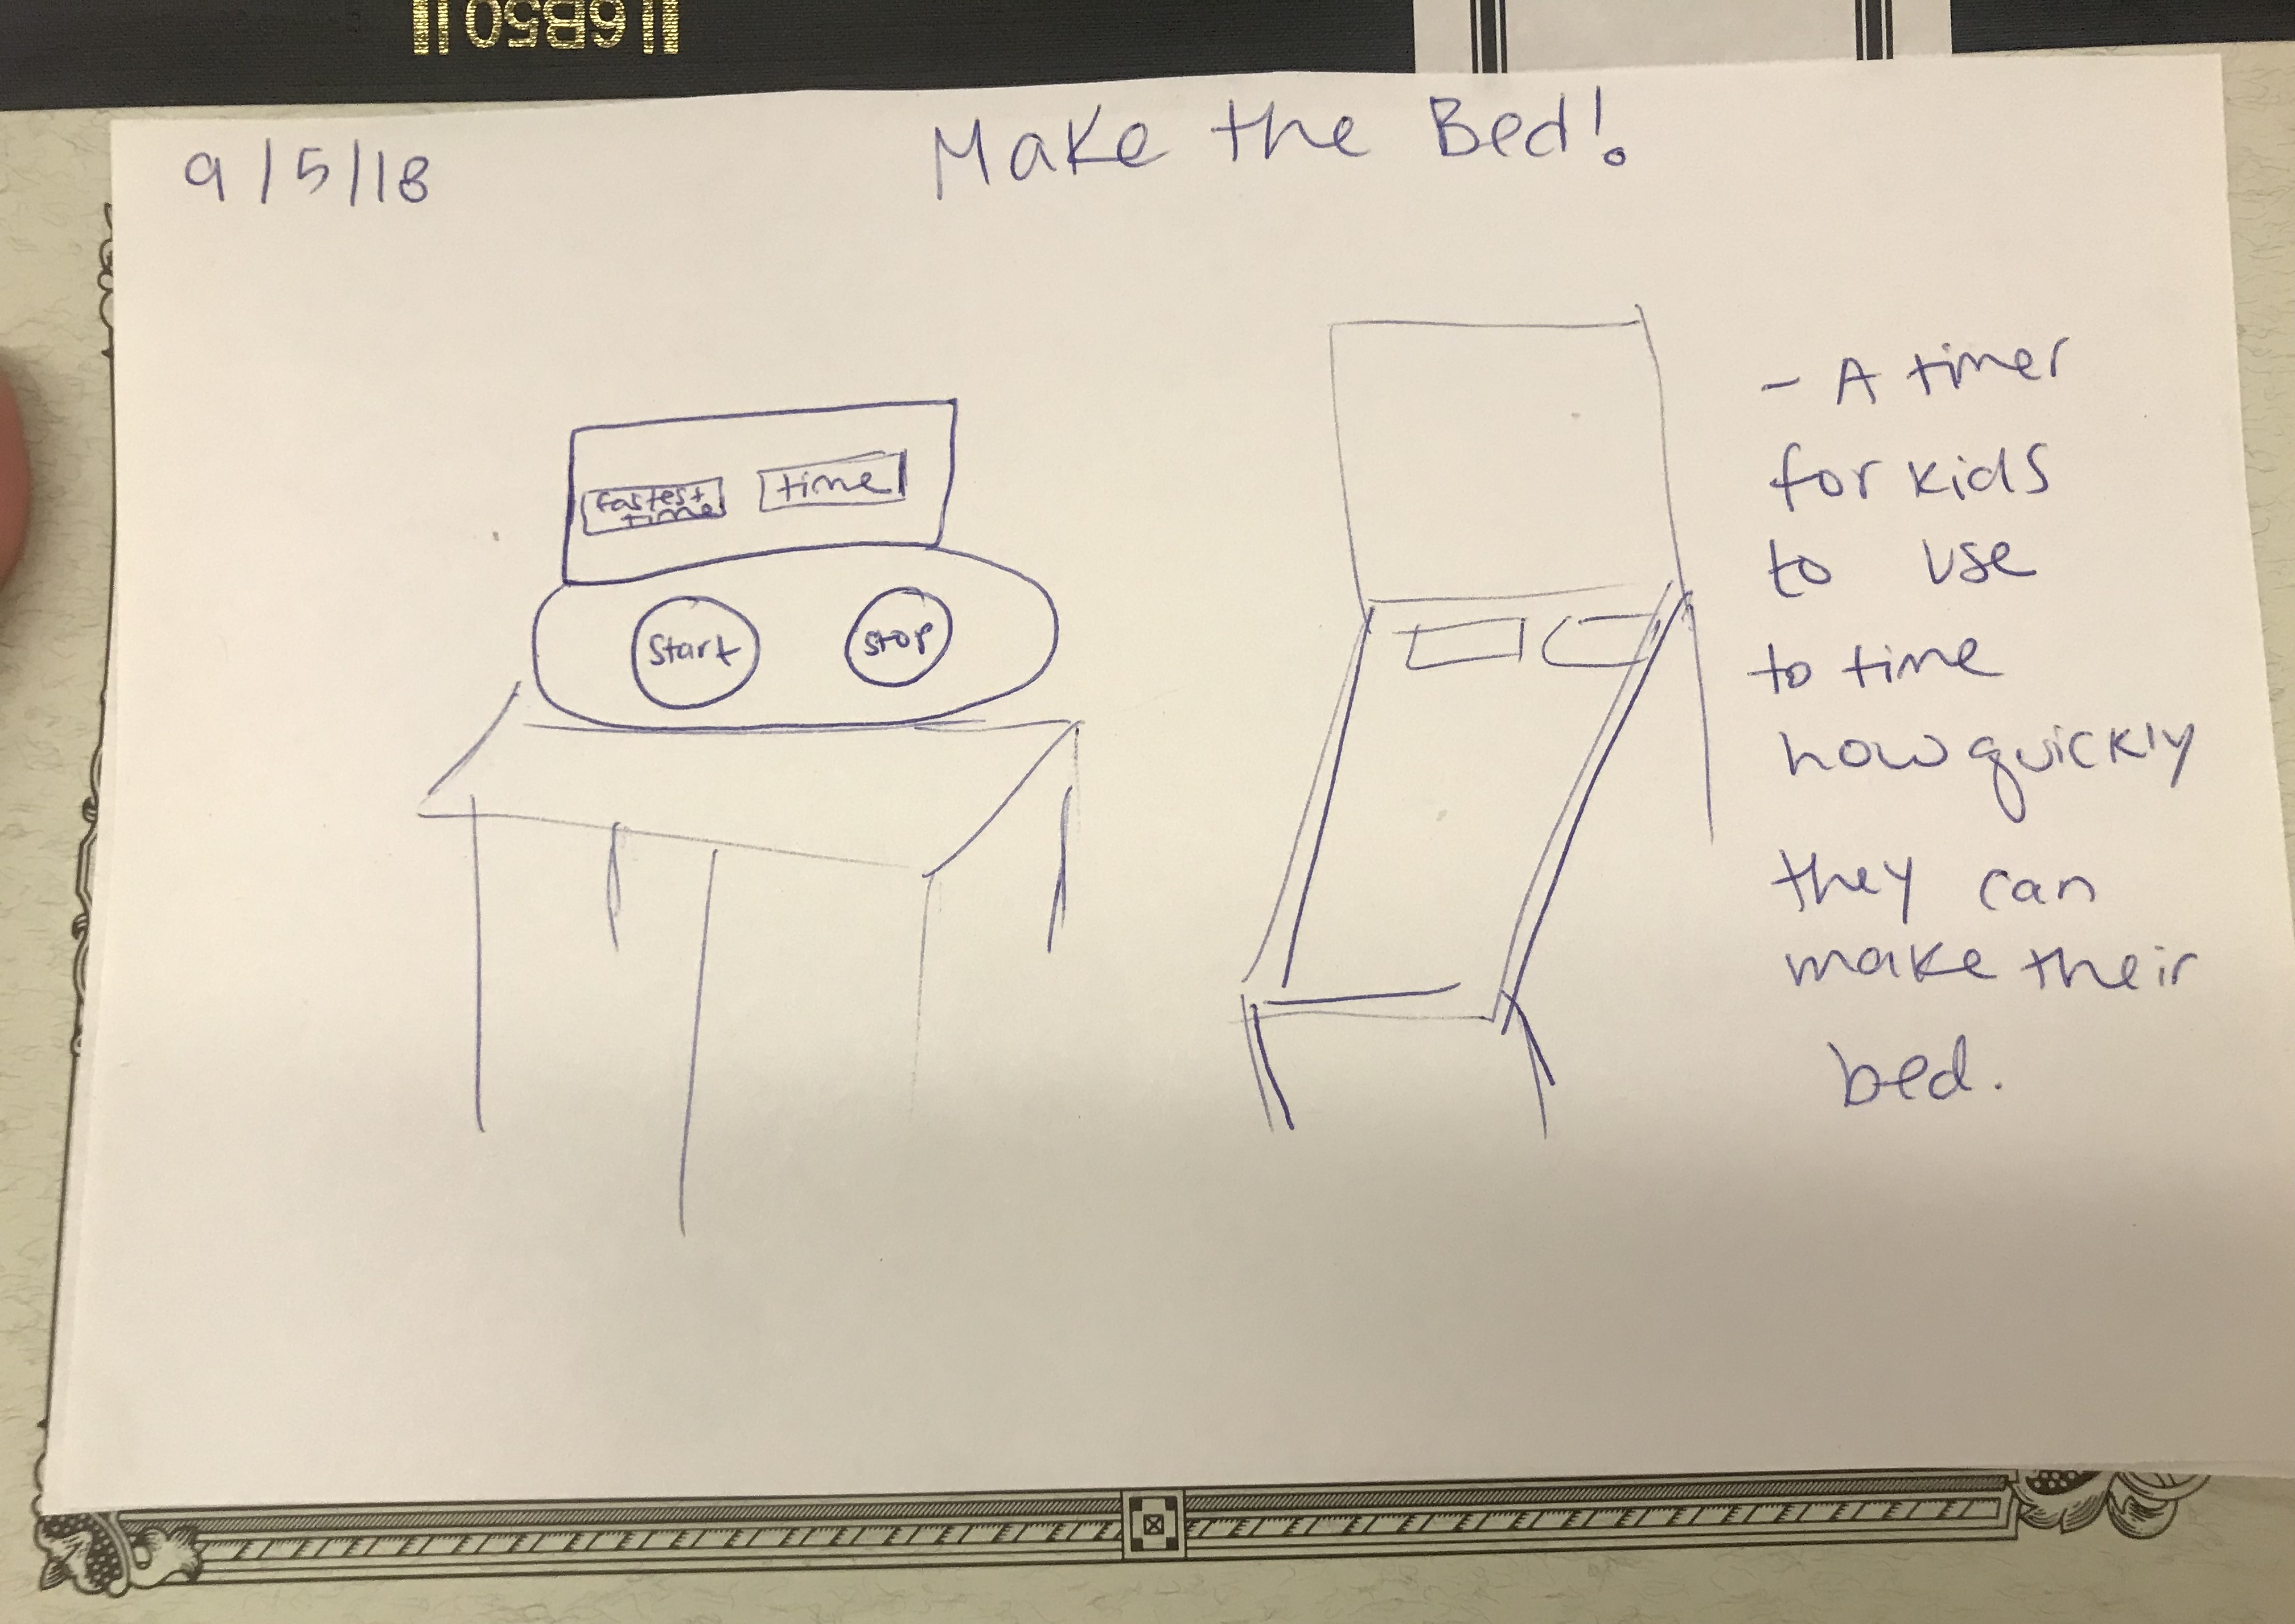 ||6B50||
9/5/18
Make the Bed!
fastest
time
time
start
stop
- A timer
for kids
to use
to time
how quickly
they can
make their
bed.